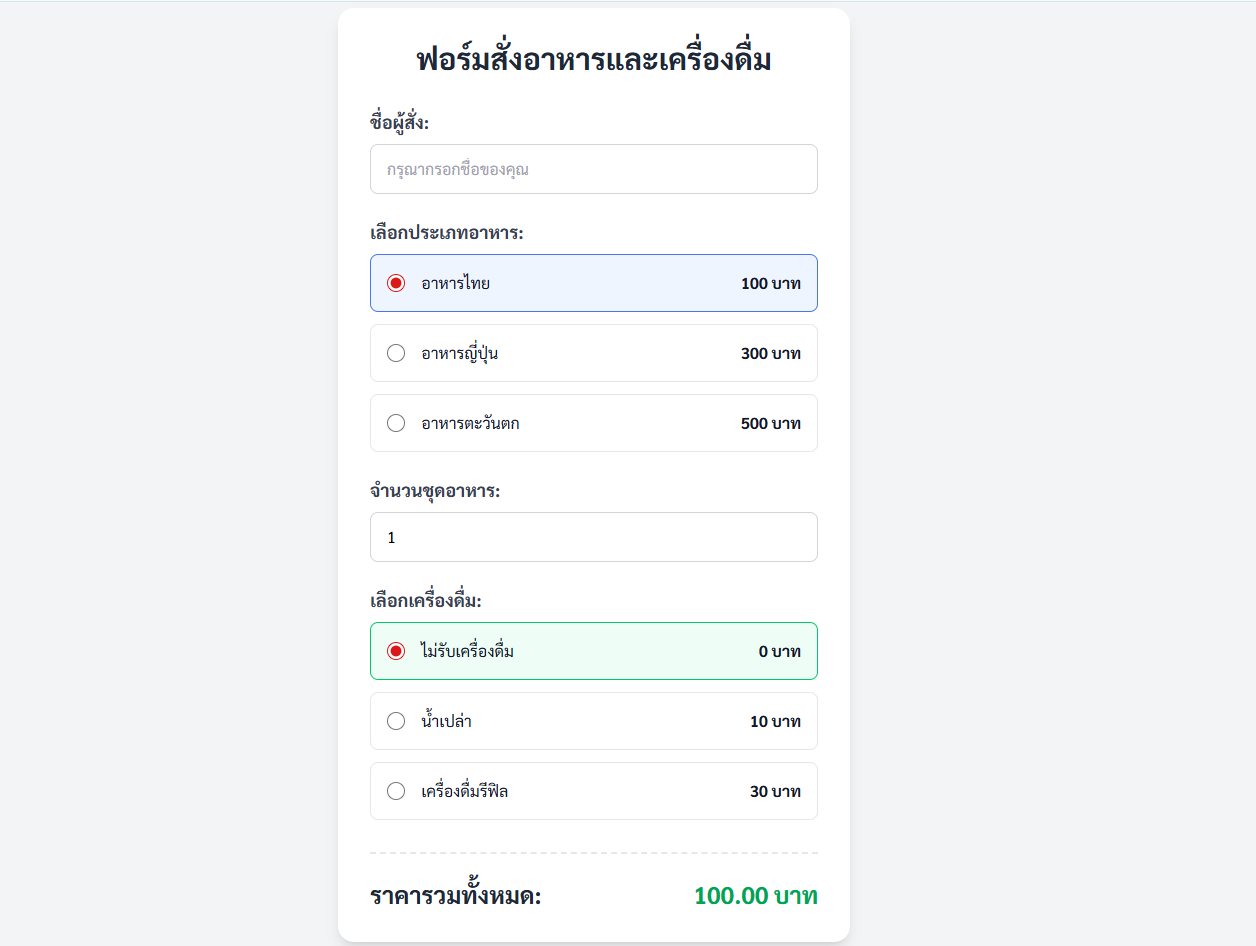 ฟอร์มสั่งอาหารและเครื่องดื่ม
ชื่อผู้สั่ง:
กรุณากรอกชื่อของคุณ
เลือกประเภทอาหาร:
อาหารไทย 100 บาท
อาหารญี่ปุ่น 300 บาท
อาหารตะวันตก 500 บาท
จำนวนชุดอาหาร:
1
เลือกเครื่องดื่ม:
ไม่รับเครื่องดื่ม 0 บาท
น้ำเปล่า 10 บาท
เครื่องดื่มรีฟิล 30 บาท
ราคารวมทั้งหมด: 100.00 บาท